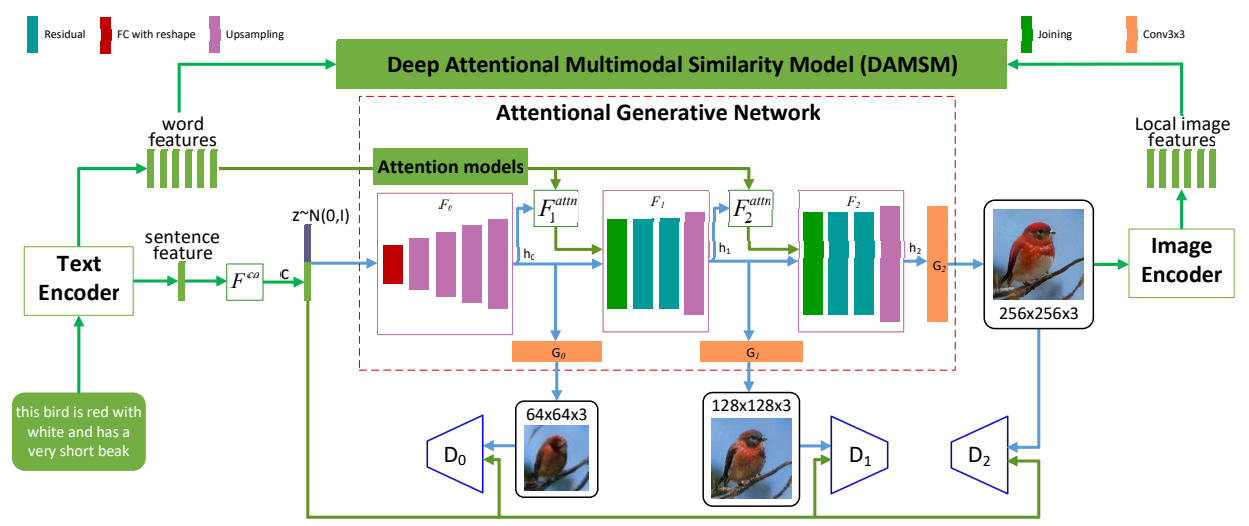 Residual
FC with reshape
Upsampling
Joining
Conv3x3
Deep Attentional Multimodal Similarity Model (DAMSM)
Attentional Generative Network
word
features
Local image
features
Attention models
z~N(0,I)
F₀
F₁ᵃᵗᵗⁿ
F₁
F₂ᵃᵗᵗⁿ
F₂
sentence
feature
Text
Encoder
Fᶜᵃ
c
h₀
h₁
h₂
G₂
Image
Encoder
256x256x3
G₀
G₁
this bird is red with
white and has a
very short beak
64x64x3
128x128x3
D₀
D₁
D₂